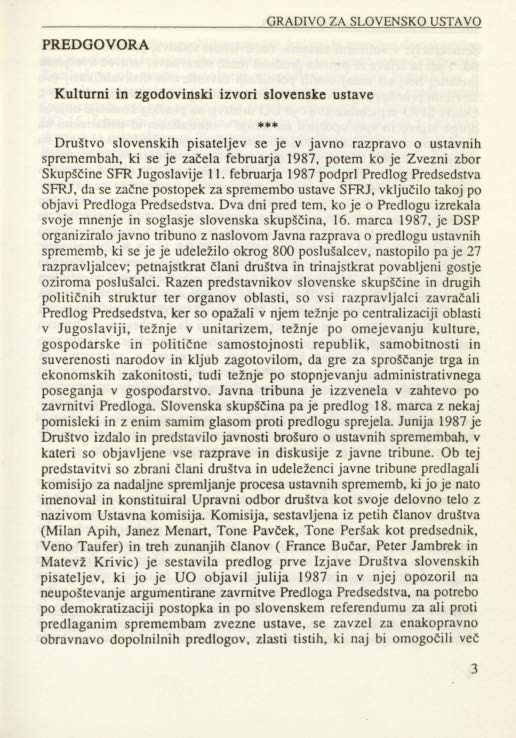 GRADIVO ZA SLOVENSKO USTAVO
PREDGOVORA
Kulturni in zgodovinski izvori slovenske ustave
***
Društvo slovenskih pisateljev se je v javno razpravo o ustavnih
spremembah, ki se je začela februarja 1987, potem ko je Zvezni zbor
Skupščine SFR Jugoslavije 11. februarja 1987 podprl Predlog Predsedstva
SFRJ, da se začne postopek za spremembo ustave SFRJ, vključilo takoj po
objavi Predloga Predsedstva. Dva dni pred tem, ko je o Predlogu izrekala
svoje mnenje in soglasje slovenska skupščina, 16. marca 1987, je DSP
organiziralo javno tribuno z naslovom Javna razprava o predlogu ustavnih
sprememb, ki se je je udeležilo okrog 800 poslušalcev, nastopilo pa je 27
razpravljalcev; petnajstkrat člani društva in trinajstkrat povabljeni gostje
oziroma poslušalci. Razen predstavnikov slovenske skupščine in drugih
političnih struktur ter organov oblasti, so vsi razpravljalci zavračali
Predlog Predsedstva, ker so opažali v njem težnje po centralizaciji oblasti
v Jugoslaviji, težnje v unitarizem, težnje po omejevanju kulture,
gospodarske in politične samostojnosti republik, samobitnosti in
suverenosti narodov in kljub zagotovilom, da gre za sproščanje trga in
ekonomskih zakonitosti, tudi težnje po stopnjevanju administrativnega
poseganja v gospodarstvo. Javna tribuna je izzvenela v zahtevo po
zavrnitvi Predloga. Slovenska skupščina pa je predlog 18. marca z nekaj
pomisleki in z enim samim glasom proti predlogu sprejela. Junija 1987 je
Društvo izdalo in predstavilo javnosti brošuro o ustavnih spremembah, v
kateri so objavljene vse razprave in diskusije z javne tribune. Ob tej
predstavitvi so zbrani člani društva in udeleženci javne tribune predlagali
komisijo za nadaljne spremljanje procesa ustavnih sprememb, ki jo je nato
imenoval in konstituiral Upravni odbor društva kot svoje delovno telo z
nazivom Ustavna komisija. Komisija, sestavljena iz petih članov društva
(Milan Apih, Janez Menart, Tone Pavček, Tone Peršak kot predsednik,
Veno Taufer) in treh zunanjih članov ( France Bučar, Peter Jambrek in
Matevž Krivic) je sestavila predlog prve Izjave Društva slovenskih
pisateljev, ki jo je UO objavil julija 1987 in v njej opozoril na
neupoštevanje argumentirane zavrnitve Predloga Predsedstva, na potrebo
po demokratizaciji postopka in po slovenskem referendumu za ali proti
predlaganim spremembam zvezne ustave, se zavzel za enakopravno
obravnavo dopolnilnih predlogov, zlasti tistih, ki naj bi omogočili več
3